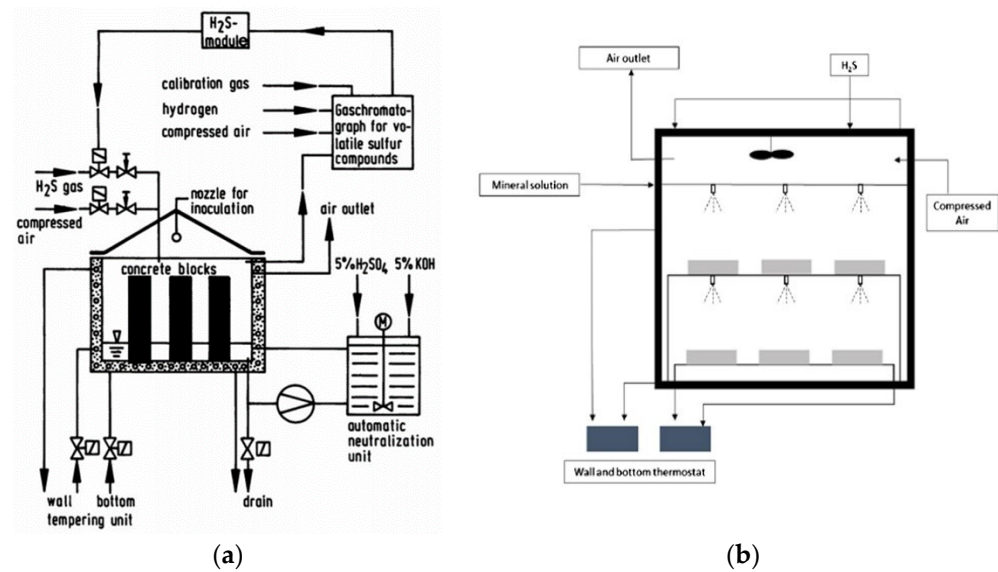 H₂S-
module
calibration gas
hydrogen
compressed air
Gaschromato-
graph for vo-
latile sulfur
compounds
H₂S gas
compressed
air
nozzle for
inoculation
air outlet
concrete blocks
5%H₂SO₄ 5%KOH
M
automatic
neutralization
unit
wall bottom
tempering unit
drain
(a)
Air outlet
H₂S
Mineral solution
Compressed
Air
Wall and bottom thermostat
(b)